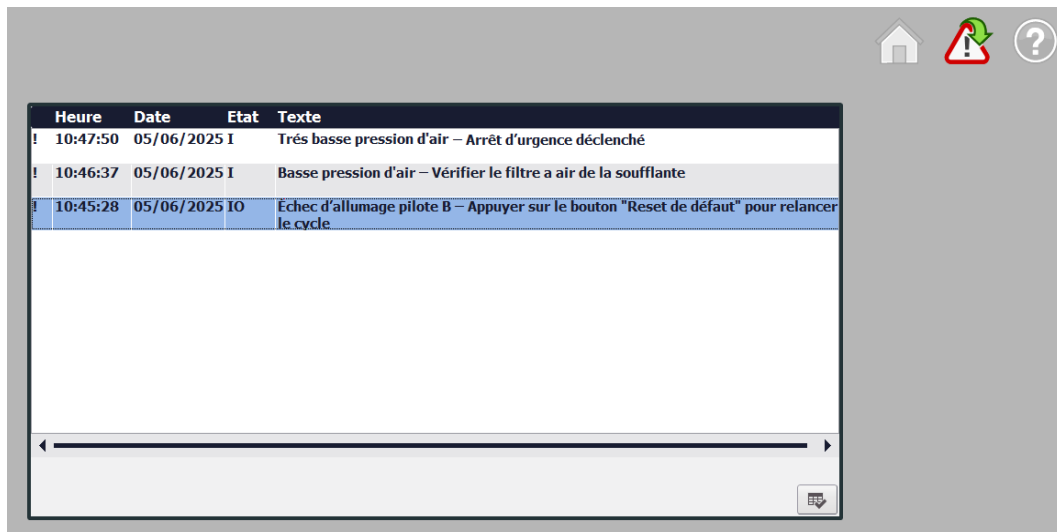 Heure Date Etat Texte
! 10:47:50 05/06/2025 I Trés basse pression d'air – Arrêt d’urgence déclenché
! 10:46:37 05/06/2025 I Basse pression d'air – Vérifier le filtre a air de la soufflante
! 10:45:28 05/06/2025 IO Échec d’allumage pilote B – Appuyer sur le bouton "Reset de défaut" pour relancer
le cycle